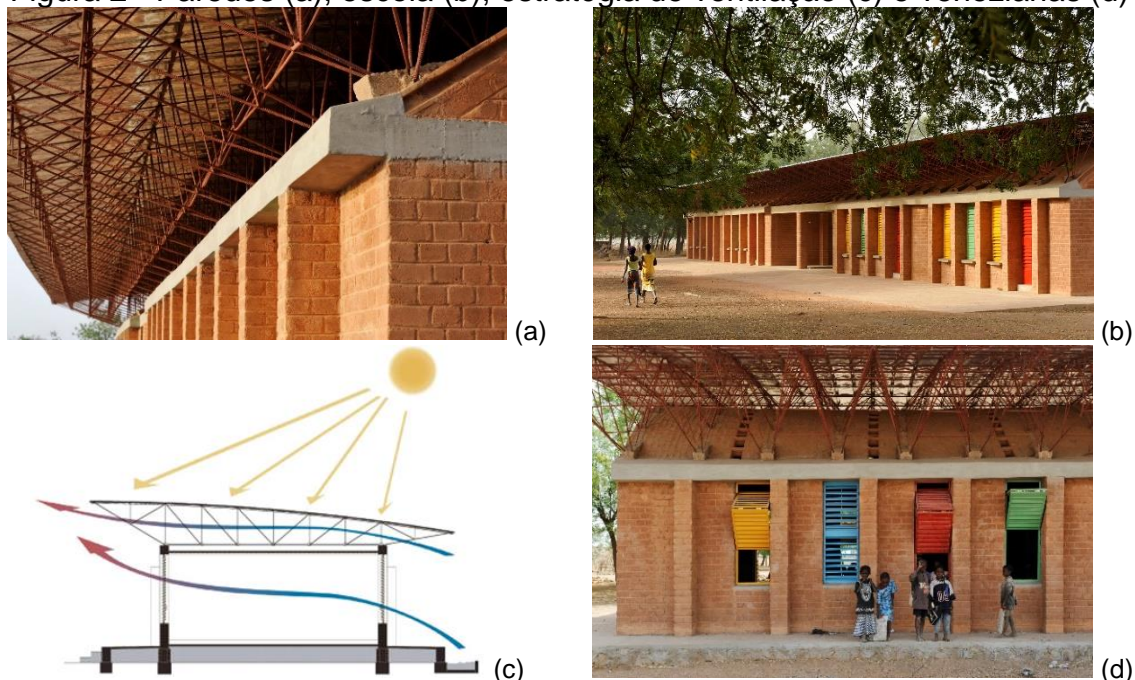 Figura 2 - Paredes (a), escola (b), estratégia de ventilação (c) e venezianas (d)
(a)
(b)
(c)
(d)